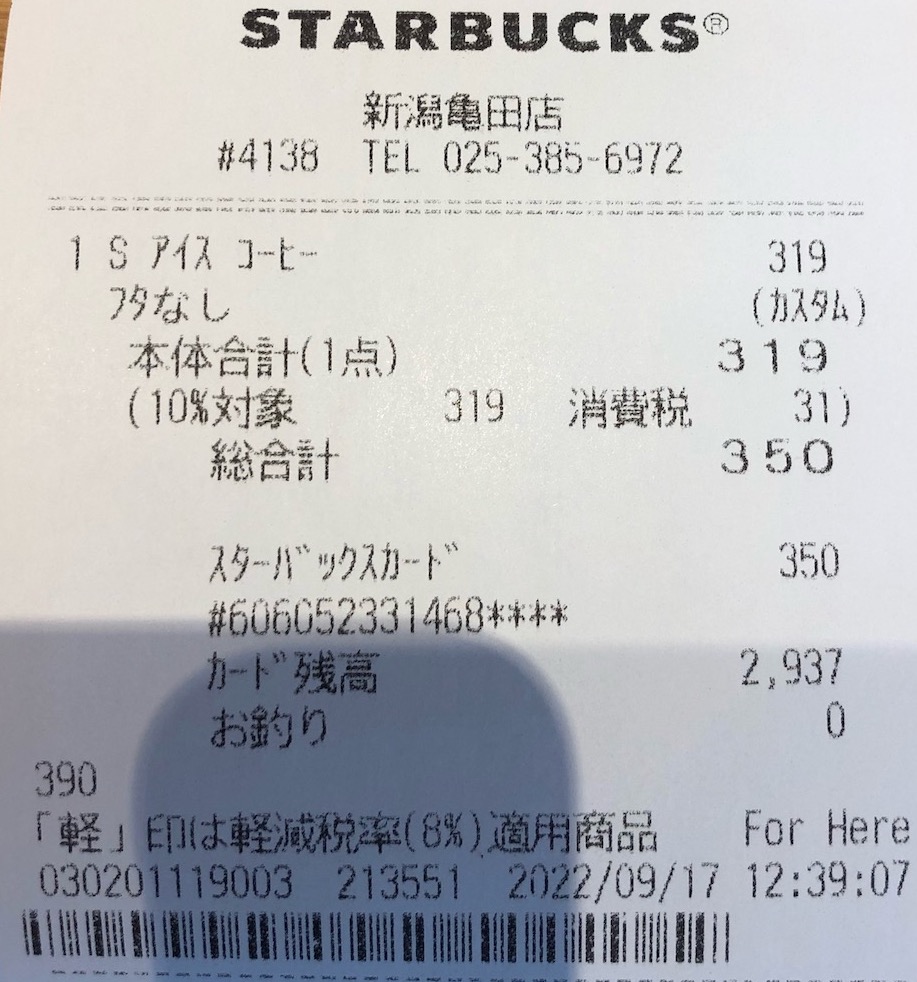 STARBUCKS®
新潟亀田店
#4138 TEL 025-385-6972
1 S アイス コーヒー 319
フタなし (カスタム)
本体合計(1点) 319
(10%対象 319 消費税 31)
総合計 350
スターバックスカード 350
#606052331468****
カード残高 2,937
お釣り 0
390
「軽」印は軽減税率(8%)適用商品 For Here
030201119003 213551 2022/09/17 12:39:07